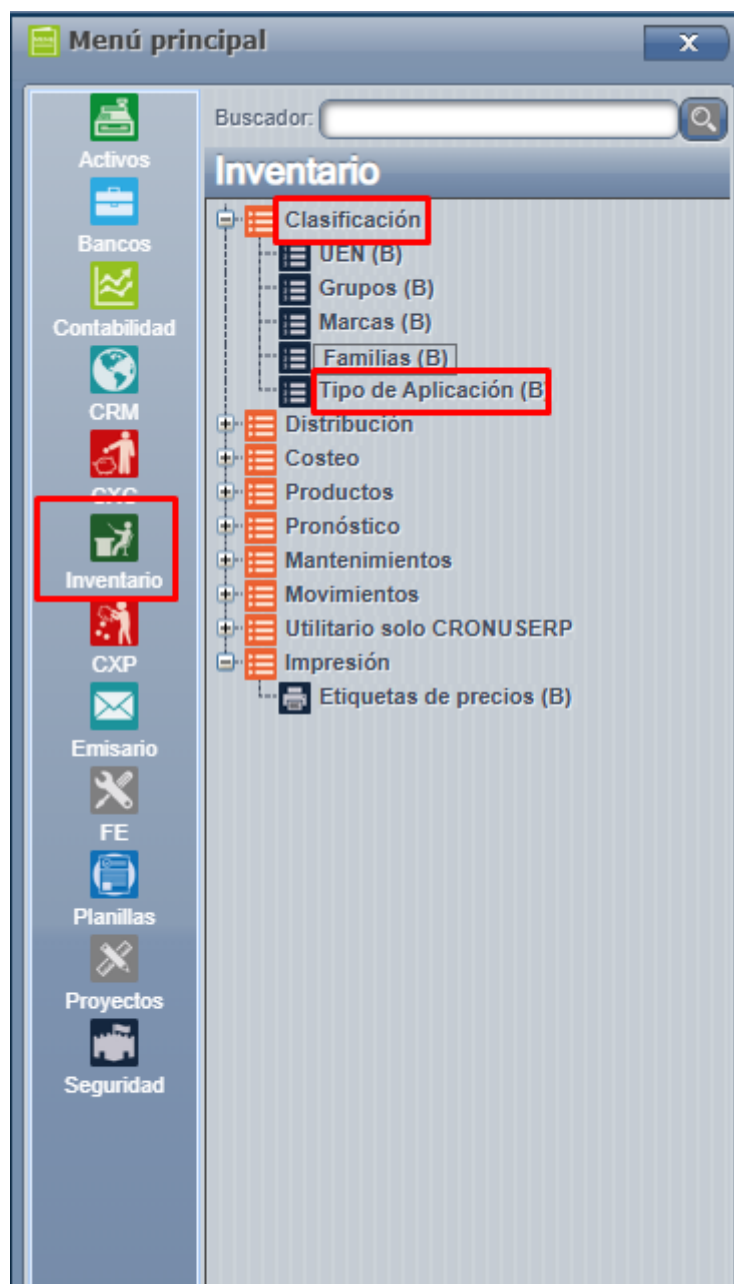 Menú principal
X
Activos
Bancos
Contabilidad
CRM
CXC
Inventario
CXP
Emisario
FE
Planillas
Proyectos
Seguridad
Buscador:
Inventario
Clasificación
UEN (B)
Grupos (B)
Marcas (B)
Familias (B)
Tipo de Aplicación (B
Distribución
Costeo
Productos
Pronóstico
Mantenimientos
Movimientos
Utilitario solo CRONUSERP
Impresión
Etiquetas de precios (B)